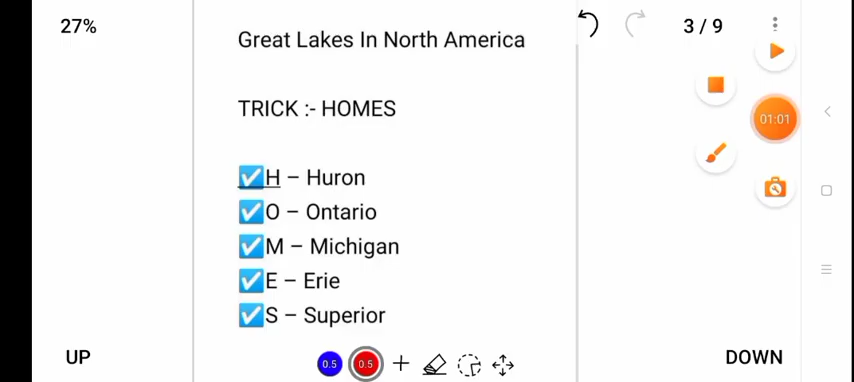 27%
Great Lakes In North America
3 / 9
TRICK :- HOMES
01:01
✅H – Huron
✅O – Ontario
✅M – Michigan
✅E – Erie
✅S – Superior
UP
0.5 0.5
DOWN